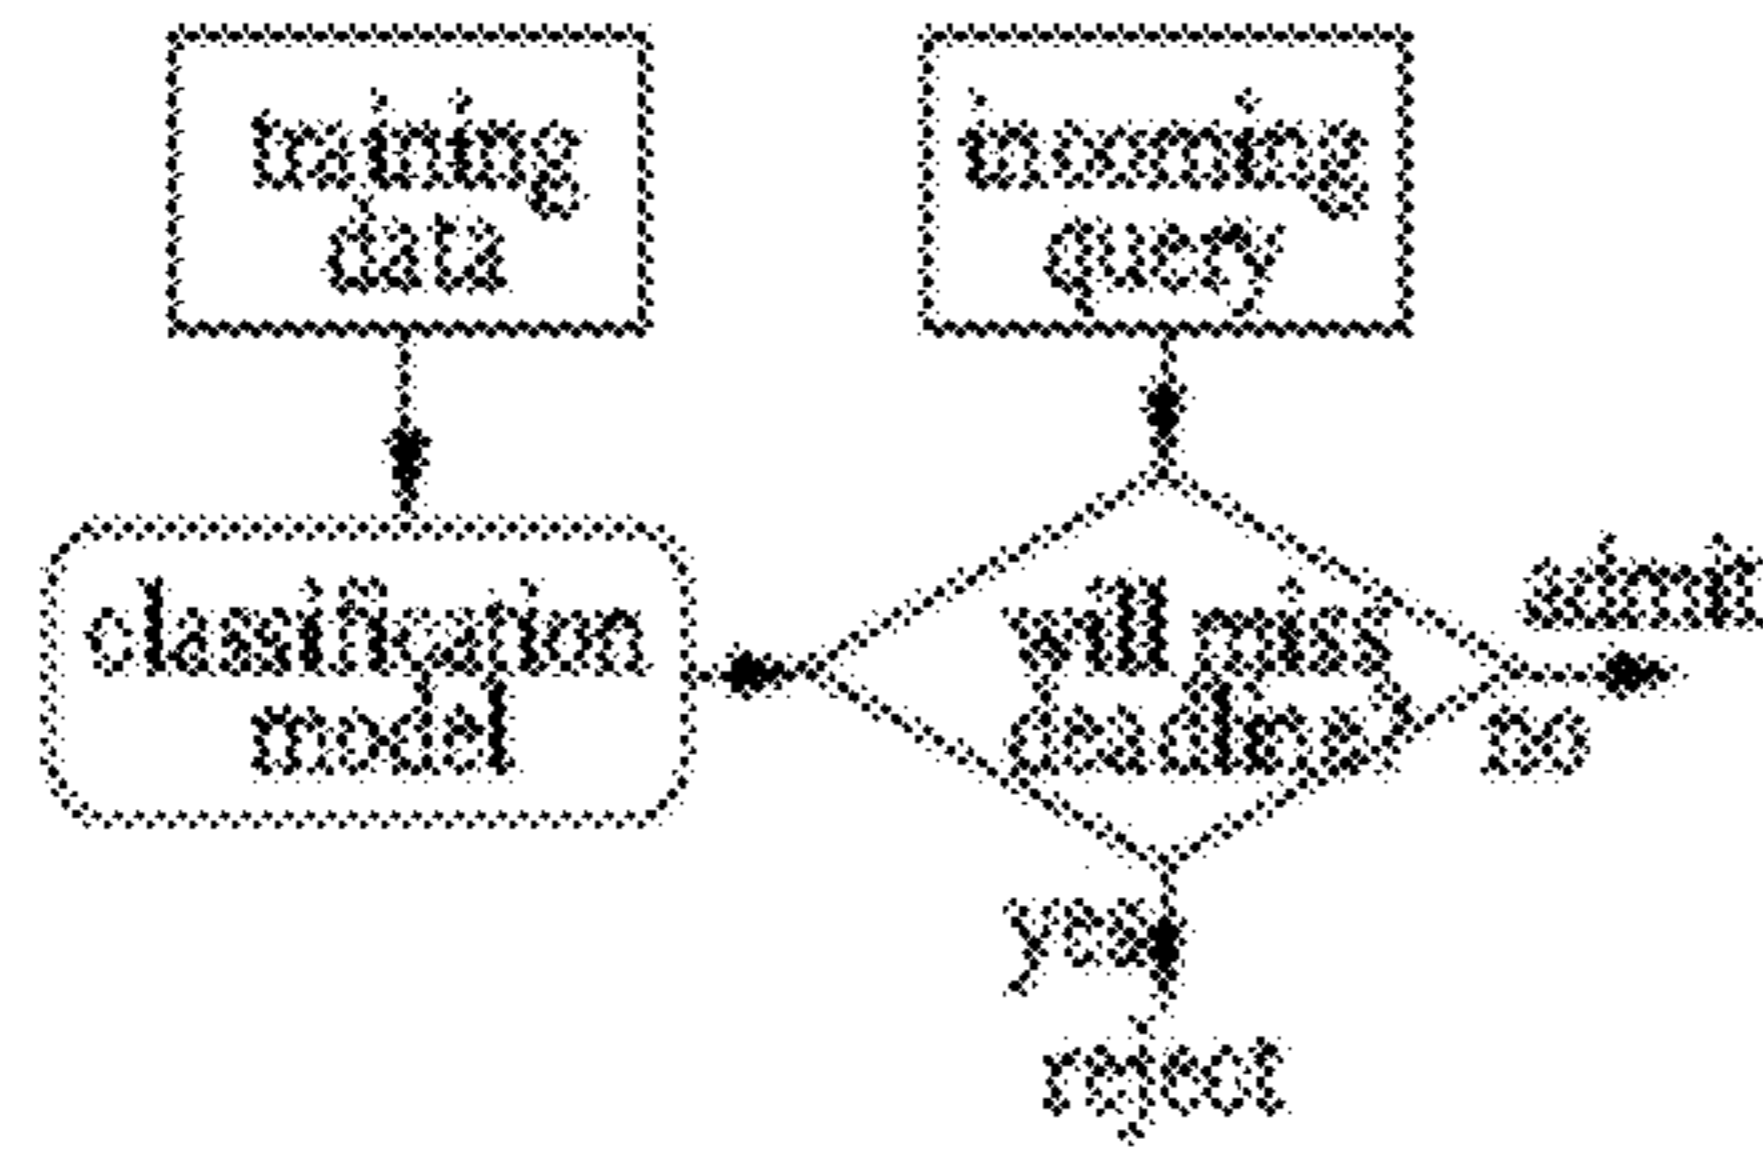 training
data
incoming
query
classification
model
will miss
deadline?
admit
no
yes
reject